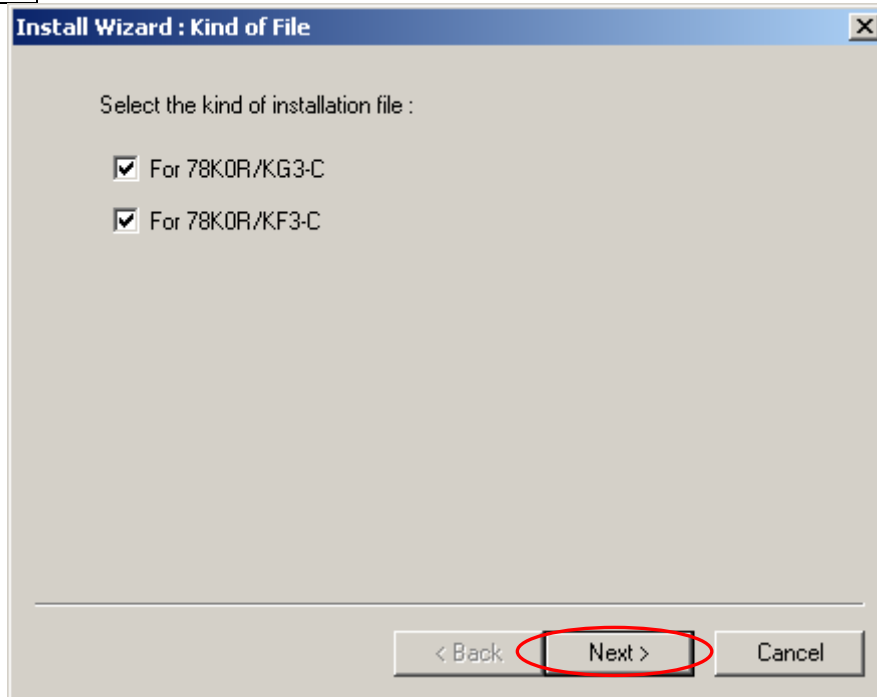 Install Wizard : Kind of File
Select the kind of installation file :
For 78K0R/KG3-C
For 78K0R/KF3-C
< Back Next > Cancel